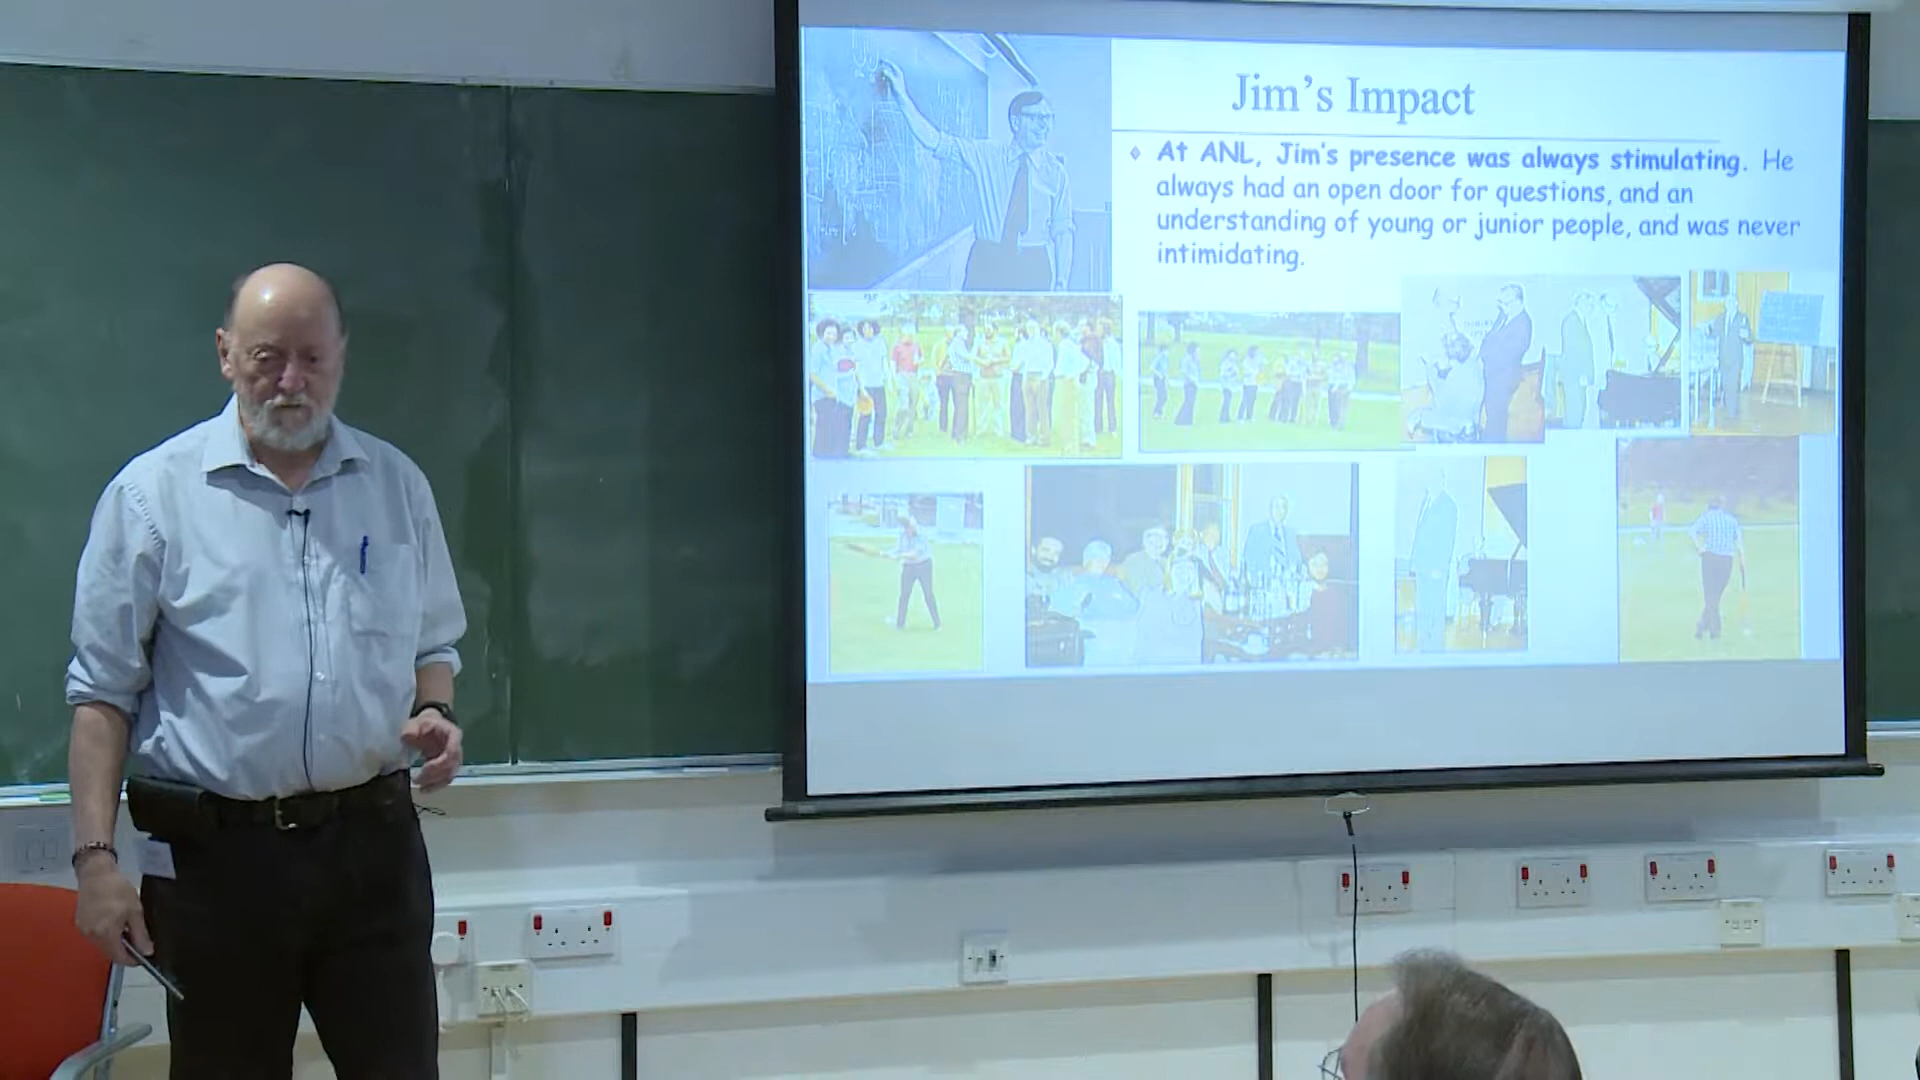 Jim's Impact
At ANL, Jim's presence was always stimulating. He
always had an open door for questions, and an
understanding of young or junior people, and was never
intimidating.